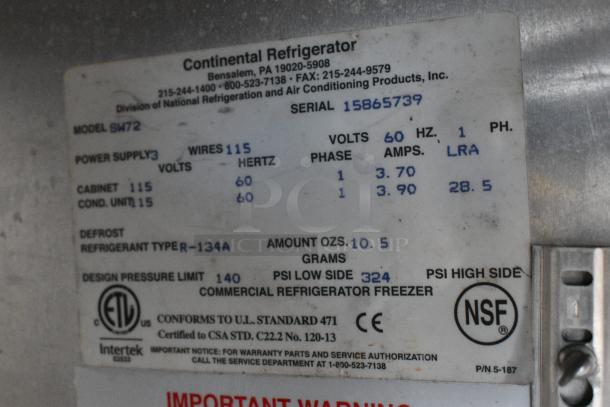 Continental Refrigerator
Bensalem, PA 19020-5908
215-244-1400 · 800-523-7138 · FAX: 215-244-9579
Division of National Refrigeration and Air Conditioning Products, Inc.
SERIAL 15865739
MODEL SW72
POWER SUPPLY 3 WIRES 115 VOLTS 60 HZ. 1 PH.
VOLTS HERTZ PHASE AMPS. LRA
CABINET 115 60 1 3.70
COND. UNIT 115 60 1 3.90 28.5
DEFROST
REFRIGERANT TYPE R-134A AMOUNT OZS. 10.5
GRAMS
DESIGN PRESSURE LIMIT 140 PSI LOW SIDE 324 PSI HIGH SIDE
COMMERCIAL REFRIGERATOR FREEZER
C ETL US
Intertek
CONFORMS TO U.L. STANDARD 471 CE
Certified to CSA STD. C22.2 No. 120-13
NSF®
IMPORTANT NOTICE: FOR WARRANTY PARTS AND SERVICE AUTHORIZATION
CALL THE SERVICE DEPARTMENT AT 1-800-523-7138
P/N 5-187
IMPORTANT WARNING
PCI
AUCTION GROUP